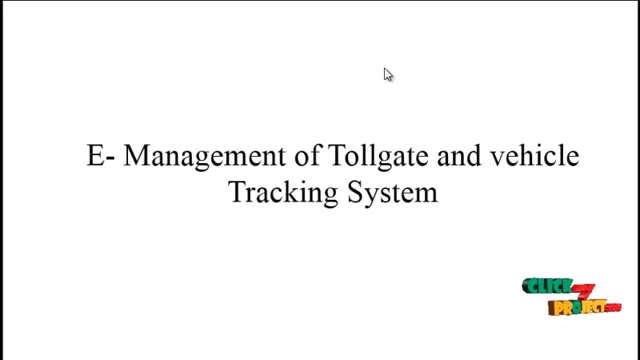 E- Management of Tollgate and vehicle
Tracking System
CLICK
PROJECT